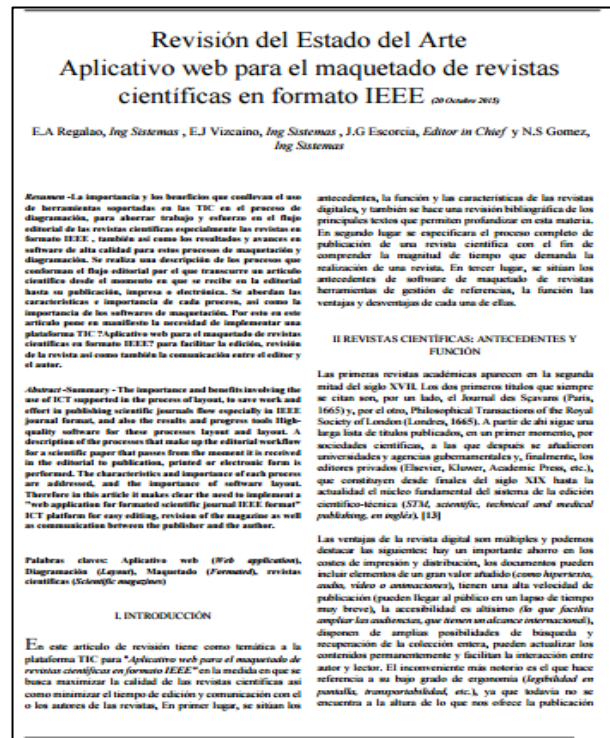 Revisión del Estado del Arte
Aplicativo web para el maquetado de revistas
científicas en formato IEEE (20 Octubre 2015)
E.A Regalao, Ing Sistemas , E.J Vizcaino, Ing Sistemas , J.G Escorcia, Editor in Chief y N.S Gomez,
Ing Sistemas
Resumen -La importancia y los beneficios que conllevan el uso
de herramientas soportadas en las TIC en el proceso de
diagramación, para ahorrar trabajo y esfuerzo en el flujo
editorial de las revistas científicas especialmente las revistas en
formato IEEE , también así como los resultados y avances en
software de alta calidad para estos procesos de maquetación y
diagramación. Se realiza una descripción de los procesos que
conforman el flujo editorial por el que transcurre un artículo
científico desde el momento en que se recibe en la editorial
hasta su publicación, impresa o electrónica. Se abordan las
características e importancia de cada proceso, así como la
importancia de los softwares de maquetación. Por esto en este
artículo pone en manifiesto la necesidad de implementar una
plataforma TIC ?Aplicativo web para el maquetado de revistas
científicas en formato IEEE? para facilitar la edición, revisión
de la revista así como también la comunicación entre el editor y
el autor.
Abstract -Summary - The importance and benefits involving the
use of ICT supported in the process of layout, to save work and
effort in publishing scientific journals flow especially in IEEE
journal format, and also the results and progress tools High-
quality software for these processes layout and layout. A
description of the processes that make up the editorial workflow
for a scientific paper that passes from the moment it is received
in the editorial to publication, printed or electronic form is
performed. The characteristics and importance of each process
are addressed, and the importance of software layout.
Therefore in this article it makes clear the need to implement a
"web application for formated scientific journal IEEE format"
ICT platform for easy editing, revision of the magazine as well
as communication between the publisher and the author.
Palabras claves: Aplicativo web (Web application),
Diagramación (Layout), Maquetado (Formated), revistas
científicas (Scientific magazines)
I. INTRODUCCIÓN
En este artículo de revisión tiene como temática a la
plataforma TIC para "Aplicativo web para el maquetado de
revistas científicas en formato IEEE" en la medida en que se
busca maximizar la calidad de las revistas científicas así
como minimizar el tiempo de edición y comunicación con el
o los autores de las revistas, En primer lugar, se sitúan los
antecedentes, la función y las características de las revistas
digitales, y también se hace una revisión bibliográfica de los
principales textos que permiten profundizar en esta materia.
En segundo lugar se especificara el proceso completo de
publicación de una revista científica con el fin de
comprender la magnitud de tiempo que demanda la
realización de una revista. En tercer lugar, se sitúan los
antecedentes de software de maquetado de revistas
herramientas de gestión de referencias, la función las
ventajas y desventajas de cada una de ellas.
II REVISTAS CIENTÍFICAS: ANTECEDENTES Y
FUNCIÓN
Las primeras revistas académicas aparecen en la segunda
mitad del siglo XVII. Los dos primeros títulos que siempre
se citan son, por un lado, el Journal des Sçavans (Paris,
1665) y, por el otro, Philosophical Transactions of the Royal
Society of London (Londres, 1665). A partir de ahí sigue una
larga lista de títulos publicados, en un primer momento, por
sociedades científicas, a las que después se añadieron
universidades y agencias gubernamentales y, finalmente, los
editores privados (Elsevier, Kluwer, Academic Press, etc.),
que constituyen desde finales del siglo XIX hasta la
actualidad el núcleo fundamental del sistema de la edición
científico-técnica (STM, scientific, technical and medical
publishing, en inglés). [13]
Las ventajas de la revista digital son múltiples y podemos
destacar las siguientes: hay un importante ahorro en los
costes de impresión y distribución, los documentos pueden
incluir elementos de un gran valor añadido (como hipertexto,
audio, vídeo o animaciones), tienen una alta velocidad de
publicación (pueden llegar al público en un lapso de tiempo
muy breve), la accesibilidad es altísimo (lo que facilita
ampliar las audiencias, que tienen un alcance internacional),
disponen de amplias posibilidades de búsqueda y
recuperación de la colección entera, pueden actualizar los
contenidos permanentemente y facilitan la interacción entre
autor y lector. El inconveniente más notorio es el que hace
referencia a su bajo grado de ergonomía (legibilidad en
pantalla, transportabilidad, etc.), ya que todavía no se
encuentra a la altura de lo que nos ofrece la publicación